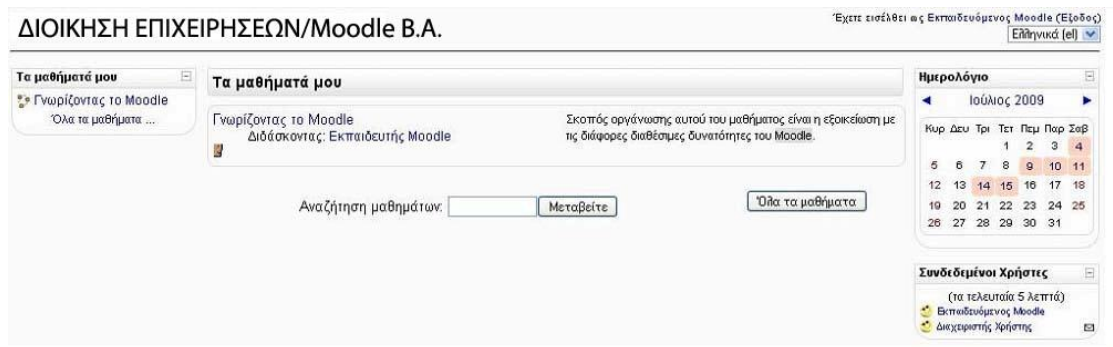 ΔΙΟΙΚΗΣΗ ΕΠΙΧΕΙΡΗΣΕΩΝ/Moodle B.A.
Έχετε εισέλθει ως Εκπαιδευόμενος Moodle (Έξοδος)
Ελληνικά (el)
Τα μαθήματά μου
Γνωρίζοντας το Moodle
Όλα τα μαθήματα ...
Τα μαθήματά μου
Γνωρίζοντας το Moodle
Διδάσκοντας: Εκπαιδευτής Moodle
Σκοπός οργάνωσης αυτού του μαθήματος είναι η εξοικείωση με
τις διάφορες διαθέσιμες δυνατότητες του Moodle.
Αναζήτηση μαθημάτων: Μεταβείτε
Όλα τα μαθήματα
Ημερολόγιο
Ιούλιος 2009
Κυρ Δευ Τρι Τετ Πεμ Παρ Σαβ
1 2 3 4
5 6 7 8 9 10 11
12 13 14 15 16 17 18
19 20 21 22 23 24 25
26 27 28 29 30 31
Συνδεδεμένοι Χρήστες
(τα τελευταία 5 λεπτά)
Εκπαιδευόμενος Moodle
Διαχειριστής Χρήστης